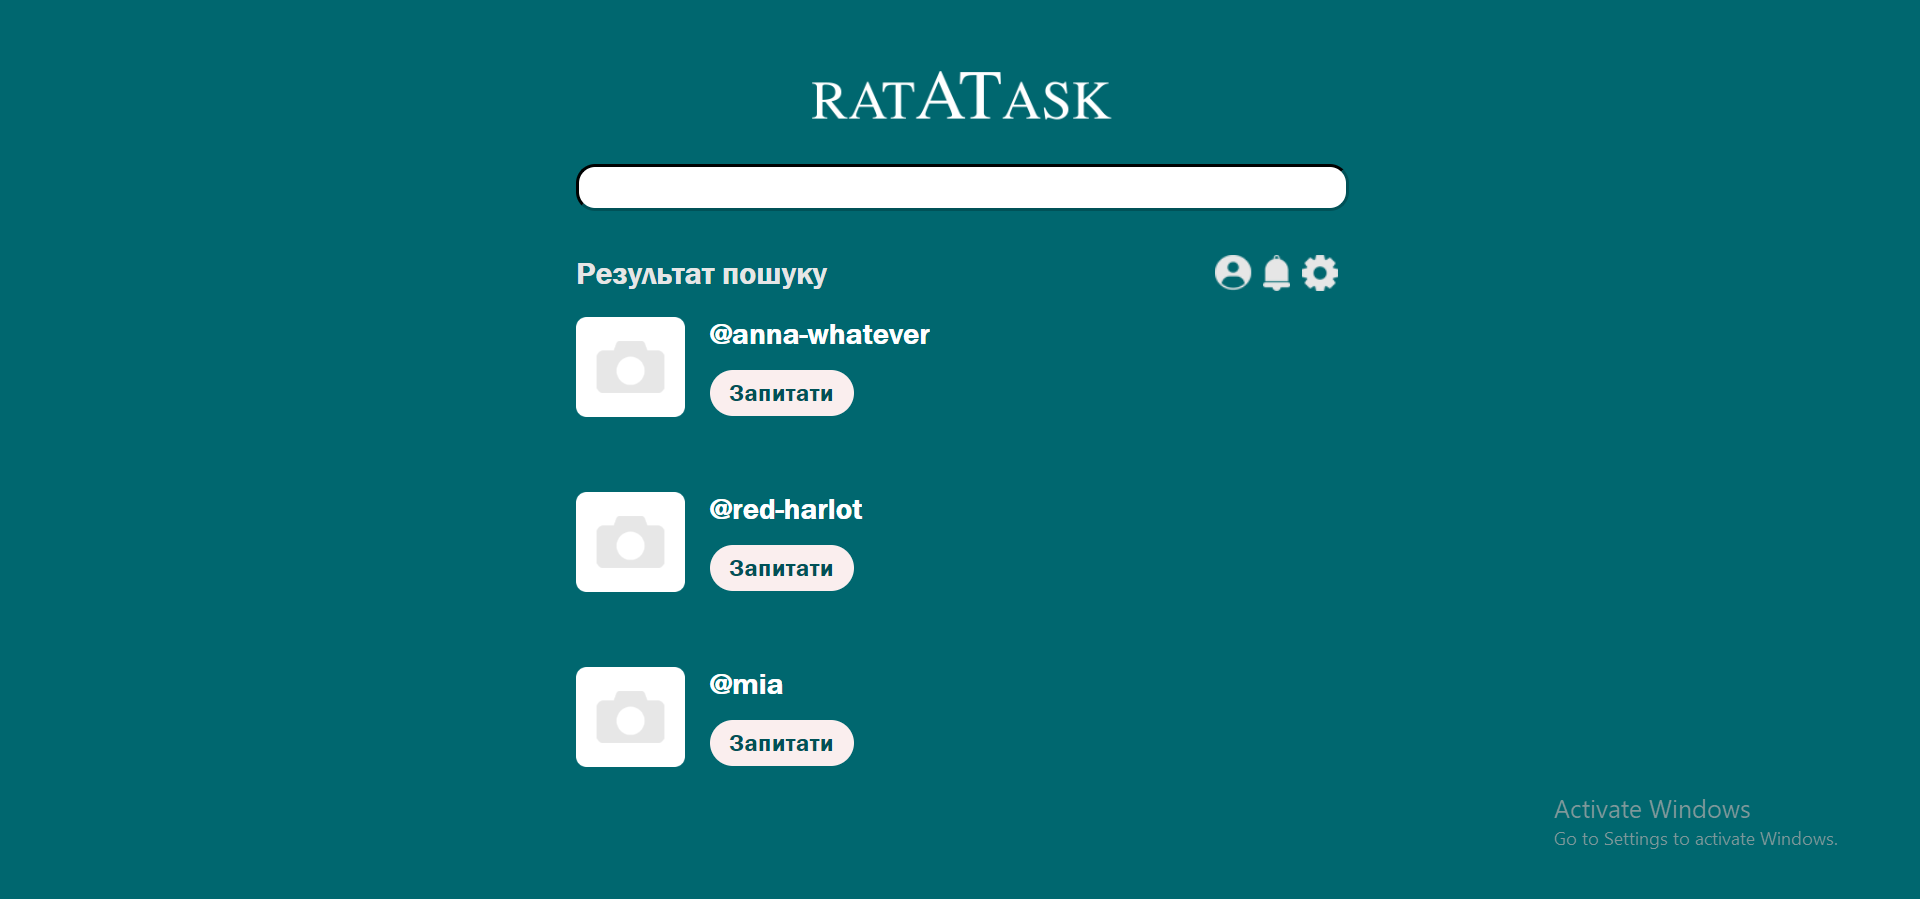 RATATASK
Результат пошуку
@anna-whatever
Запитати
@red-harlot
Запитати
@mia
Запитати
Activate Windows
Go to Settings to activate Windows.